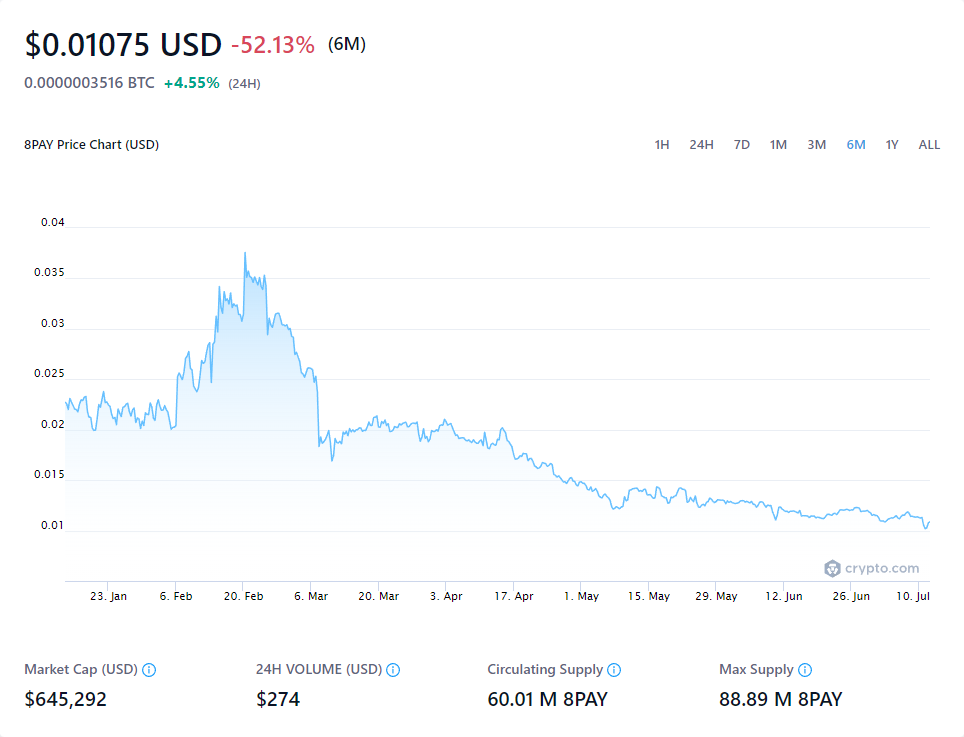 $0.01075 USD -52.13% (6M)
0.0000003516 BTC +4.55% (24H)
8PAY Price Chart (USD) 1H 24H 7D 1M 3M 6M 1Y ALL
0.04
0.035
0.03
0.025
0.02
0.015
0.01
crypto.com
23. Jan 6. Feb 20. Feb 6. Mar 20. Mar 3. Apr 17. Apr 1. May 15. May 29. May 12. Jun 26. Jun 10. Jul
Market Cap (USD) 24H VOLUME (USD) Circulating Supply Max Supply
$645,292 $274 60.01 M 8PAY 88.89 M 8PAY